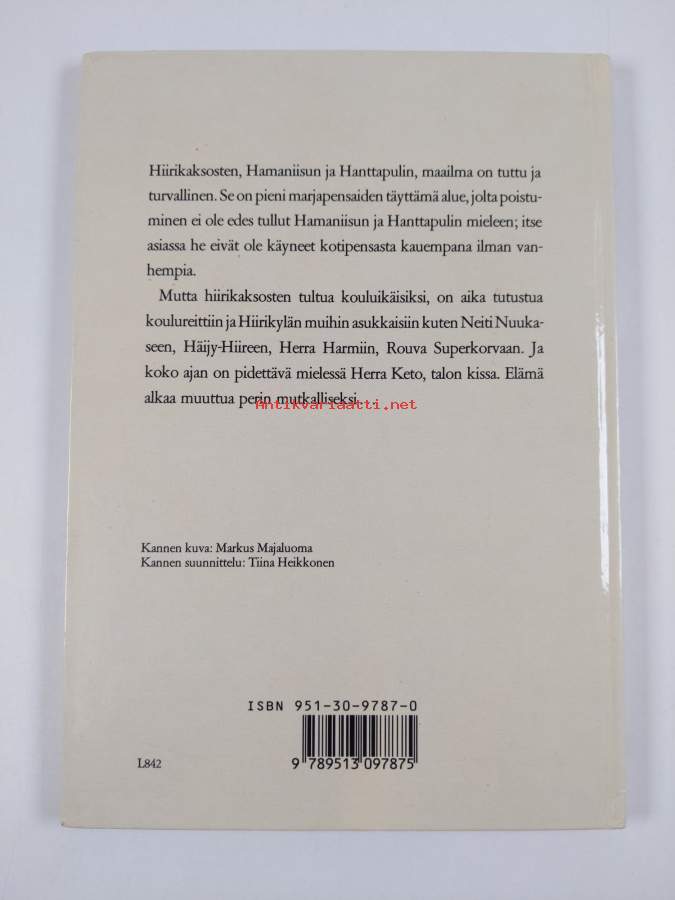 Hiirikaksosten, Hamaniisun ja Hanttapulin, maailma on tuttu ja
turvallinen. Se on pieni marjapensaiden täyttämä alue, jolta poistu-
minen ei ole edes tullut Hamaniisun ja Hanttapulin mieleen; itse
asiassa he eivät ole käyneet kotipensasta kauempana ilman van-
hempia.
Mutta hiirikaksosten tultua kouluikäisiksi, on aika tutustua
koulureittiin ja Hiirikylän muihin asukkaisiin kuten Neiti Nuuka-
seen, Häijy-Hiireen, Herra Harmiin, Rouva Superkorvaan. Ja
koko ajan on pidettävä mielessä Herra Keto, talon kissa. Elämä
alkaa muuttua perin mutkalliseksi.
Antikvariaatti.net
Kannen kuva: Markus Majaluoma
Kannen suunnittelu: Tiina Heikkonen
ISBN 951-30-9787-0
9 789513 097875
L842